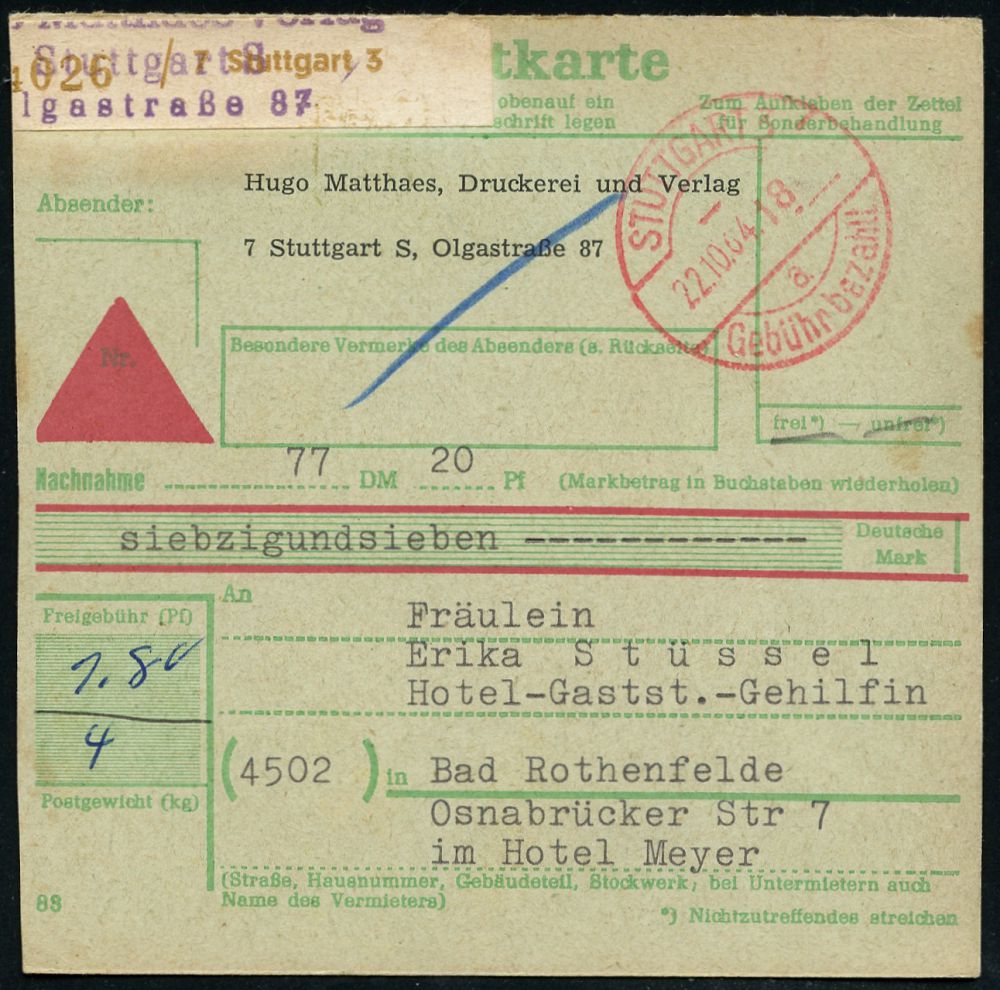 Verlag
Stuttgart S
026 / 7 Stuttgart 3
lgastraße 87
tkarte
obenauf ein
schrift legen
Zum Aufkleben der Zettel
für Sonderbehandlung
Absender:
Hugo Matthaes, Druckerei und Verlag
7 Stuttgart S, Olgastraße 87
STUTTGART
22.10.64.18
a
Gebühr bezahlt
Nr.
Besondere Vermerke des Absenders (s. Rückseite)
frei*) — unfrei*)
Nachnahme 77 DM 20 Pf (Markbetrag in Buchstaben wiederholen)
siebzigundsieben ------------
Deutsche
Mark
An
Freigebühr (Pf)
1.80
4
Postgewicht (kg)
Fräulein
Erika S t ü s s e l
Hotel-Gastst.-Gehilfin
(4502) in Bad Rothenfelde
Osnabrücker Str 7
im Hotel Meyer
(Straße, Hausnummer, Gebäudeteil, Stockwerk; bei Untermietern auch
Name des Vermieters)
88
*) Nichtzutreffendes streichen